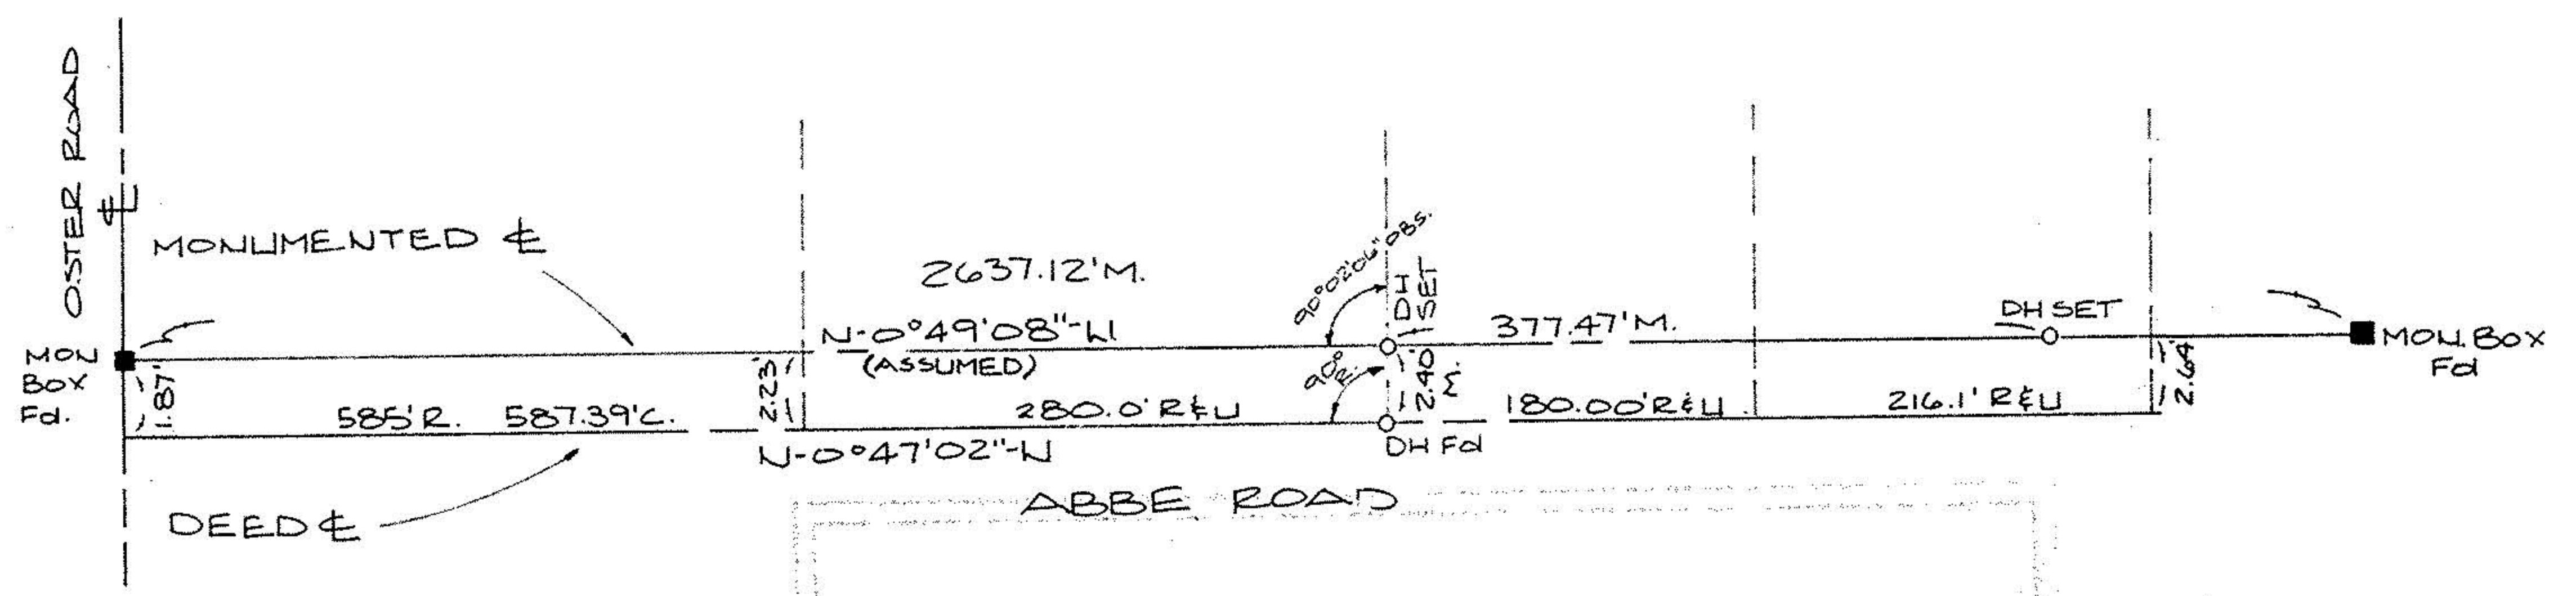 OSTER ROAD
℄
MONUMENTED ℄
2637.12'M.
N-0°49'08"-W
(ASSUMED)
90°02'06" OBS.
DH
SET
377.47'M.
DH SET
MON
BOX
Fd.
MON. BOX
Fd
1.87'
2.23'
90° R.
2.40'
M.
2.64
585'R. 587.39'C.
280.0' R&U
180.00'R&U
216.1' R&U
N-0°47'02"-W
DH Fd
ABBE ROAD
DEED ℄